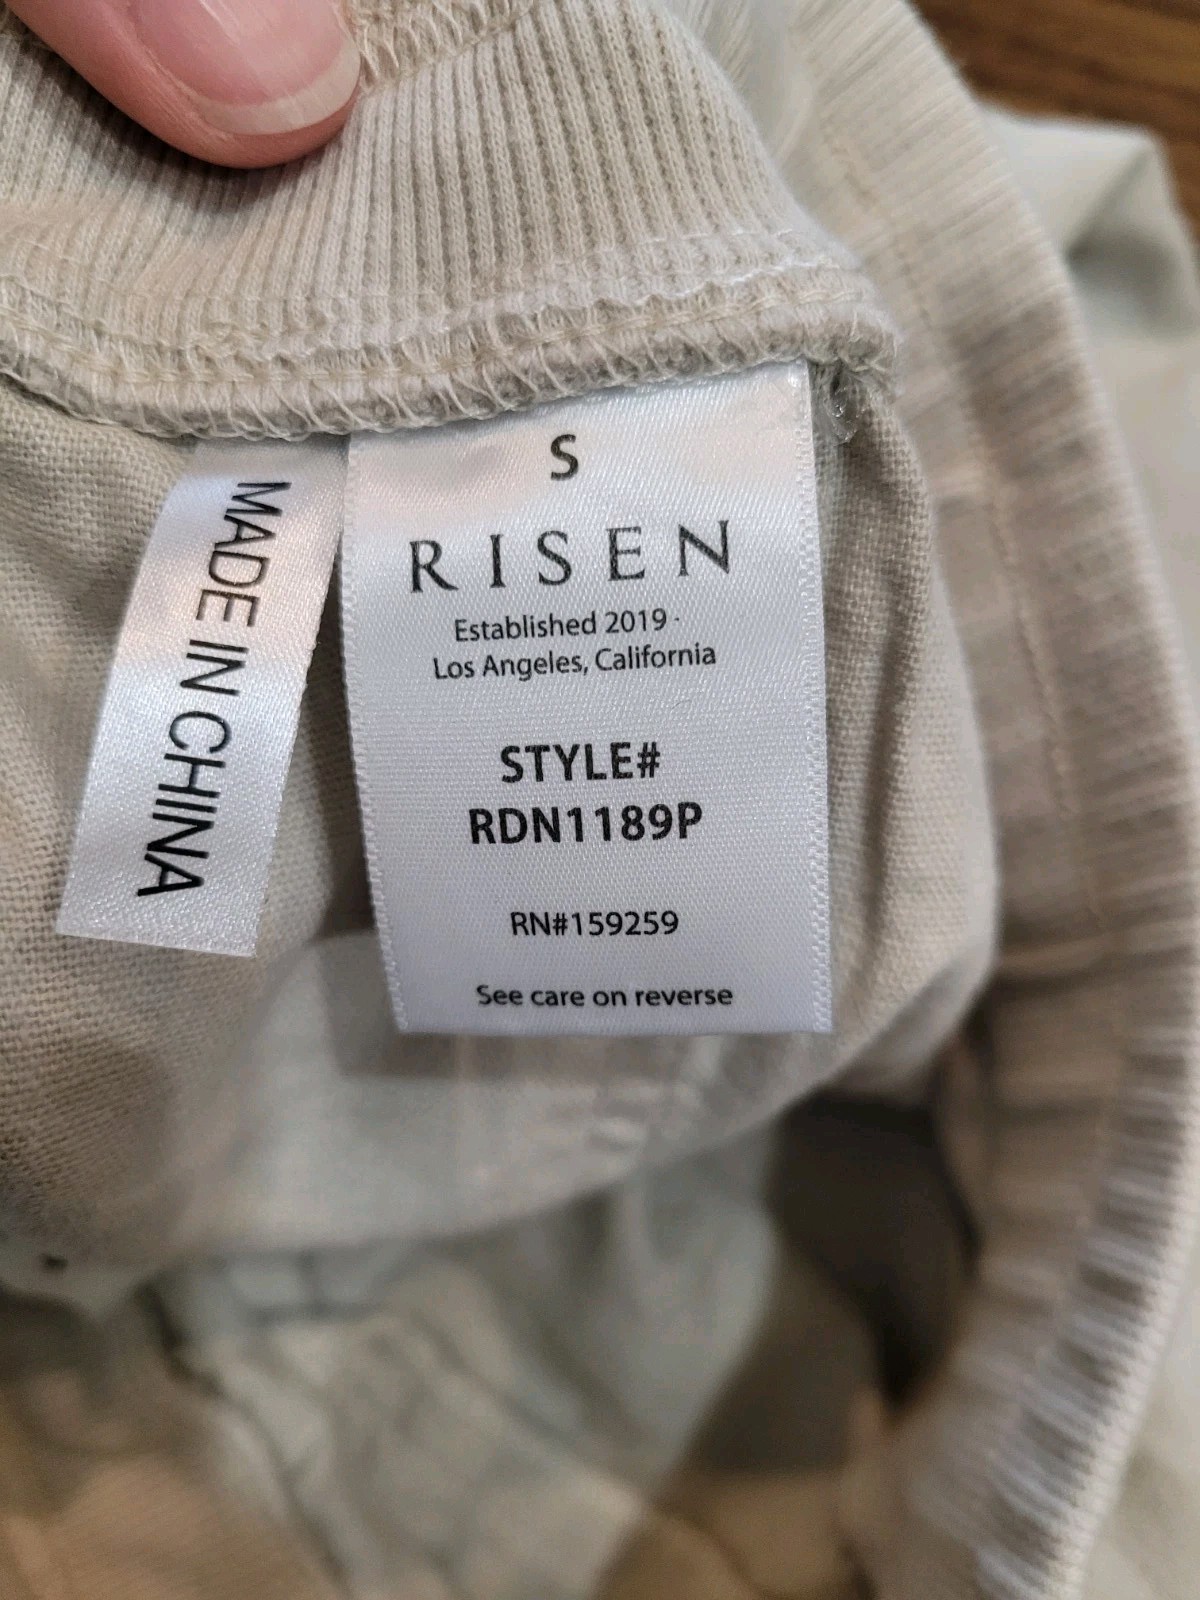 S
RISEN
Established 2019 ·
Los Angeles, California
STYLE#
RDN1189P
RN#159259
See care on reverse
MADE IN CHINA